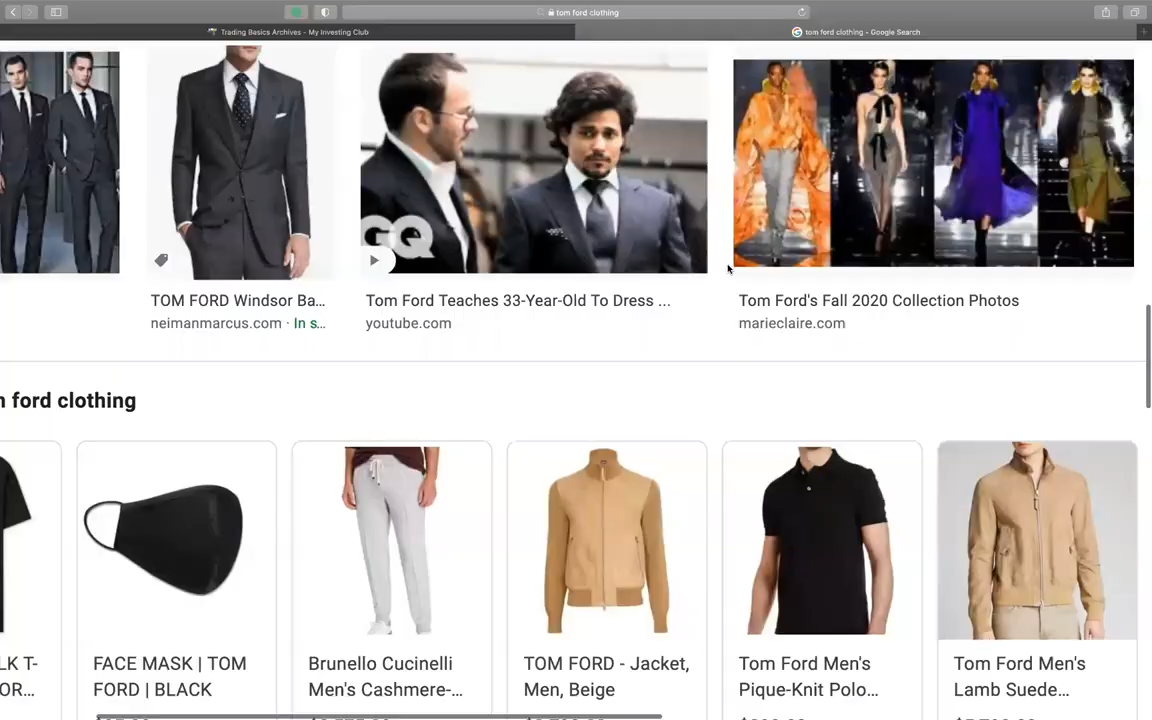 tom ford clothing
Trading Basics Archives - My Investing Club
tom ford clothing - Google Search
GQ
TOM FORD Windsor Ba...
neimanmarcus.com · In s...
Tom Ford Teaches 33-Year-Old To Dress ...
youtube.com
Tom Ford's Fall 2020 Collection Photos
marieclaire.com
ford clothing
LK T-
OR...
FACE MASK | TOM
FORD | BLACK
Brunello Cucinelli
Men's Cashmere-...
TOM FORD - Jacket,
Men, Beige
Tom Ford Men's
Pique-Knit Polo...
Tom Ford Men's
Lamb Suede...